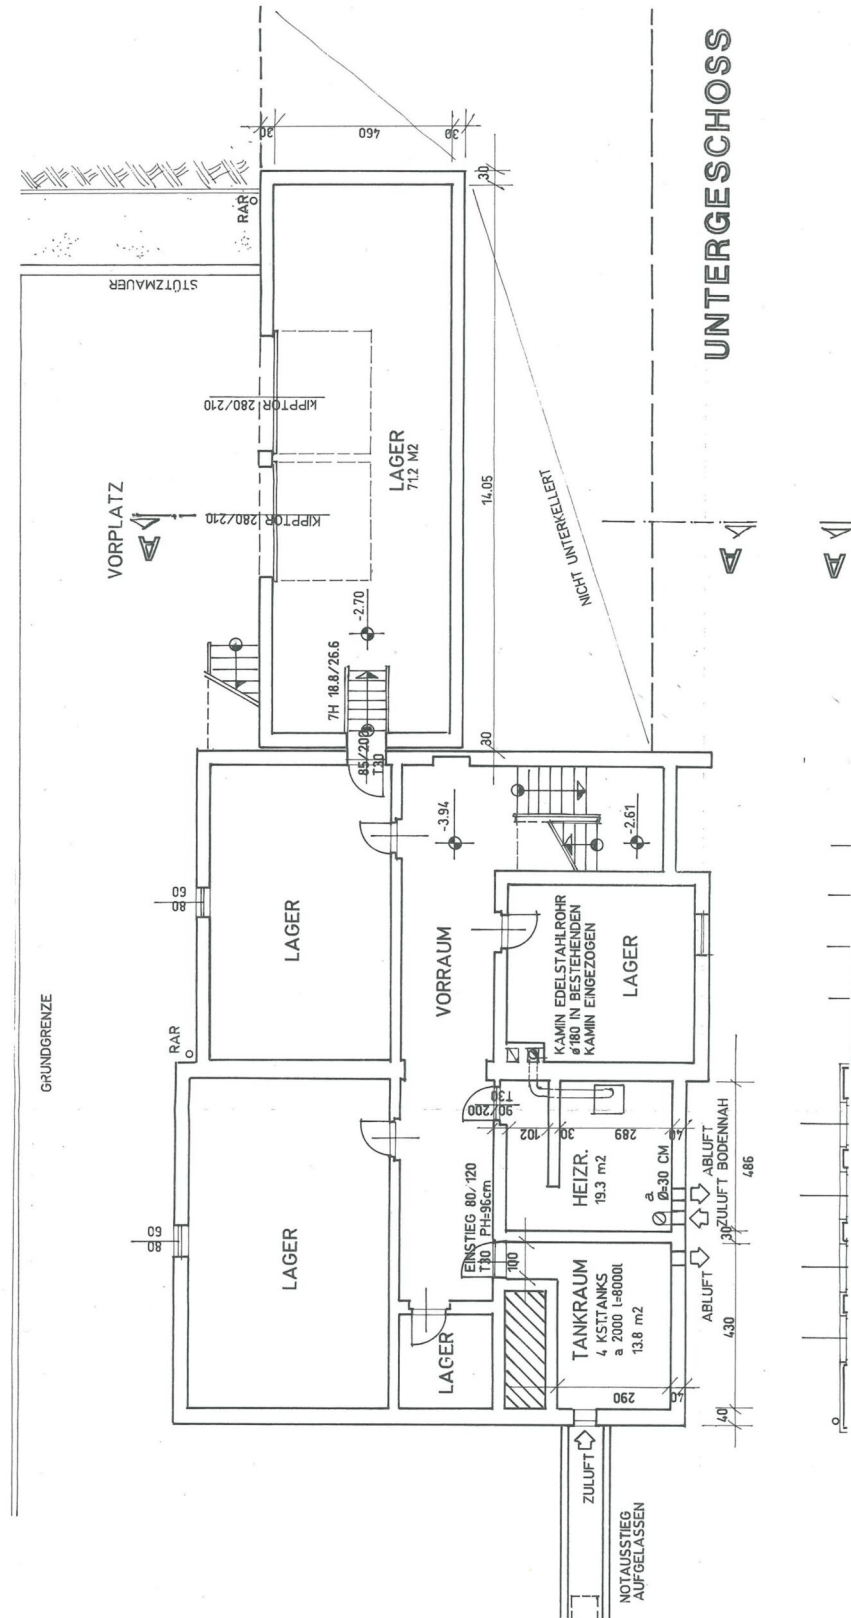 UNTERGESCHOSS
30
460
30
30
RAR
STÜTZMAUER
KIPPTOR 280/210
KIPPTOR 280/210
VORPLATZ
A
LAGER
71.2 M2
14.05
NICHT UNTERKELLERT
A
A
-2.70
7H 18.8/26.6
85/200
T30
30
-3.94
-2.61
80
60
LAGER
VORRAUM
KAMIN EDELSTAHLROHR
ø180 IN BESTEHENDEN
KAMIN EINGEZOGEN
LAGER
GRUNDGRENZE
RAR
T30
90/200
102
30
289
40
HEIZR.
19.3 m2
a
Ø=30 CM
ABLUFT
ZULUFT BODENNAH
486
30
80
60
LAGER
EINSTIEG 80/120
T30 PH=96cm
100
TANKRAUM
4 KST.TANKS
a 2000 l=8000l
13.8 m2
ABLUFT
430
LAGER
290
40
40
ZULUFT
NOTAUSSTIEG
AUFGELASSEN